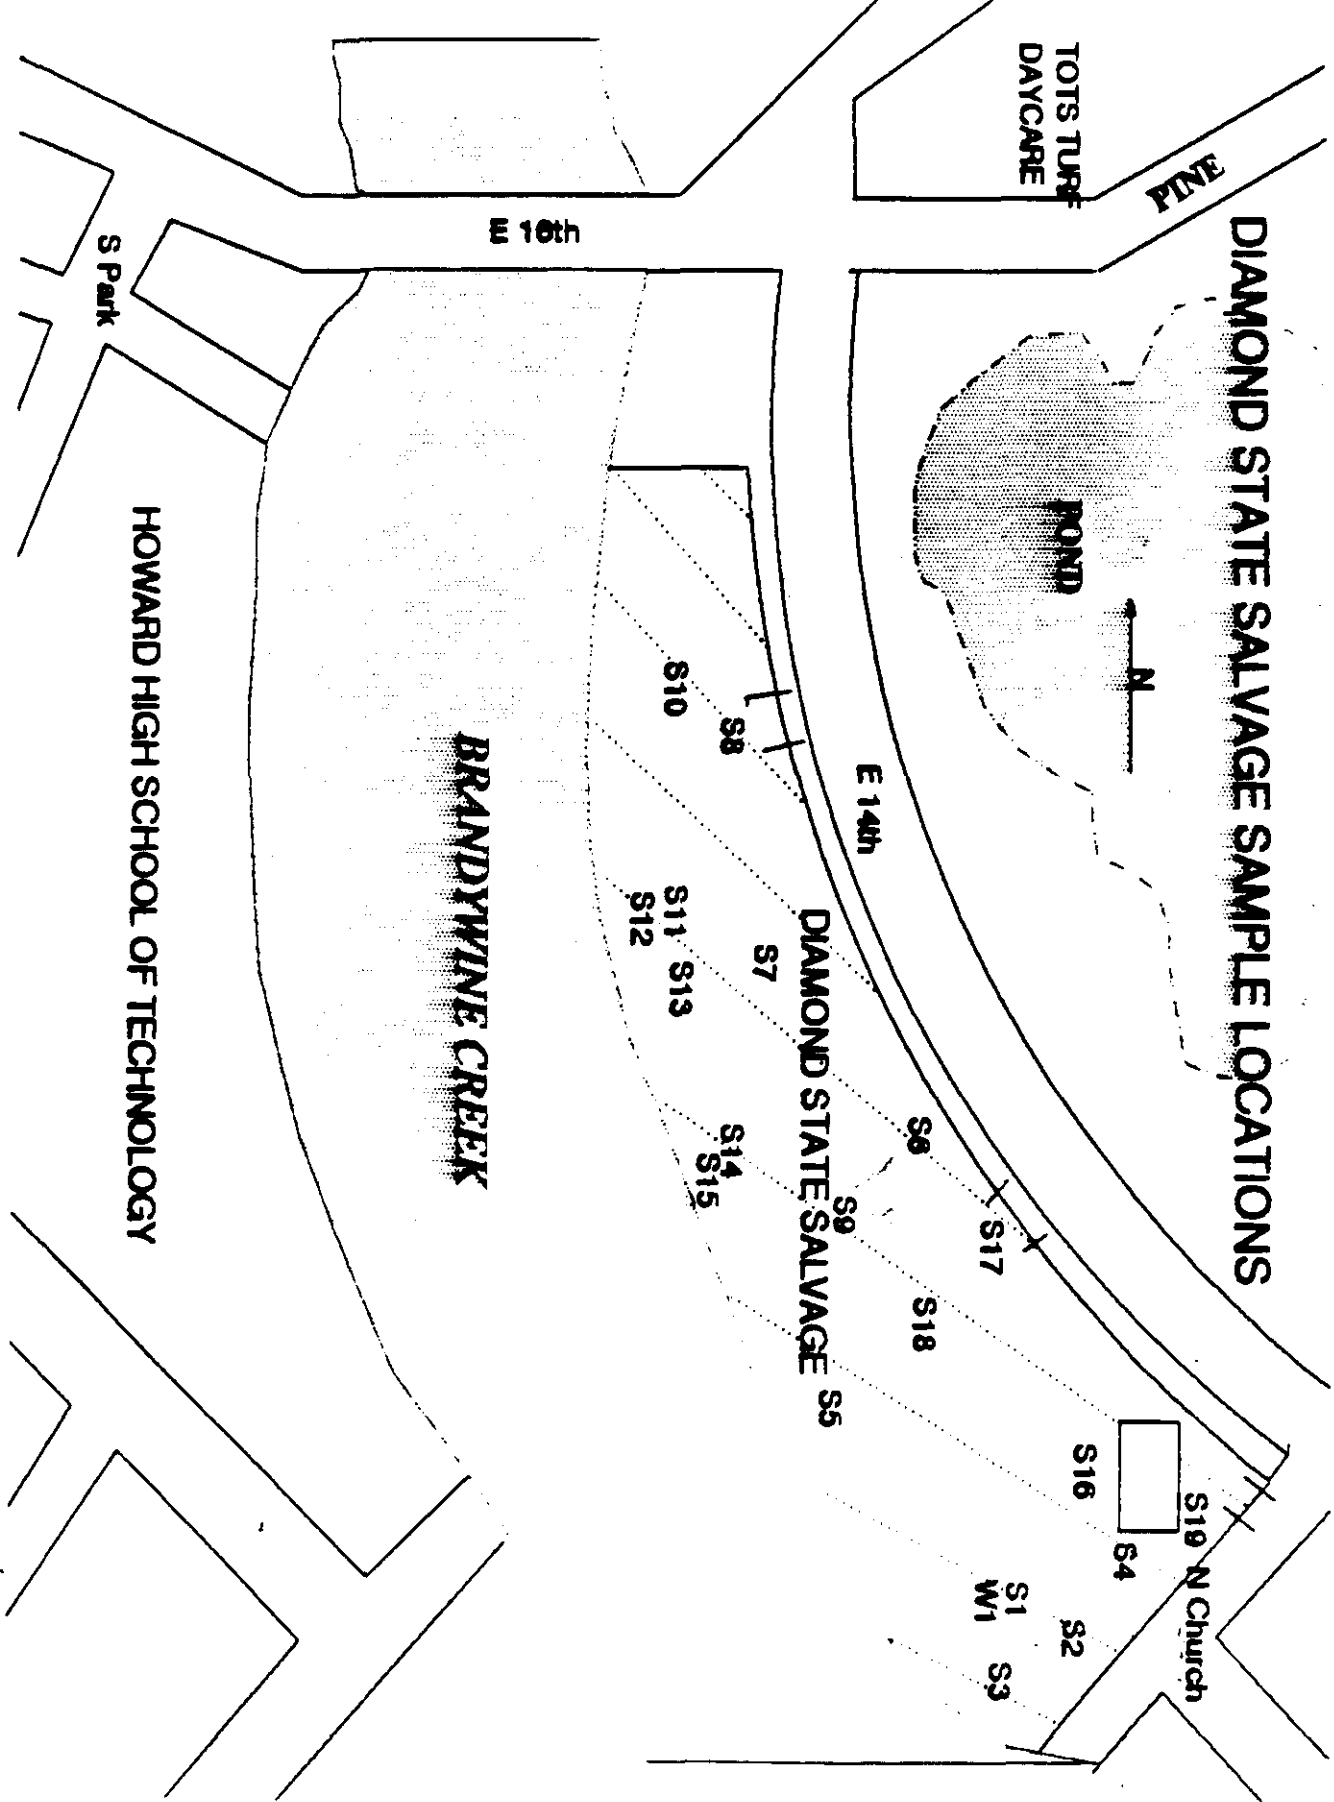 DIAMOND STATE SALVAGE SAMPLE LOCATIONS
PINE
TOTS TURF
DAYCARE
POND
N
E 16th
E 14th
S19
N Church
S4
S16
S2
S1
W1
S3
S17
S6
S18
S9
DIAMOND STATE SALVAGE
S5
S7
S8
S10
S11
S12
S13
S14
S15
BRANDYWINE CREEK
S Park
HOWARD HIGH SCHOOL OF TECHNOLOGY